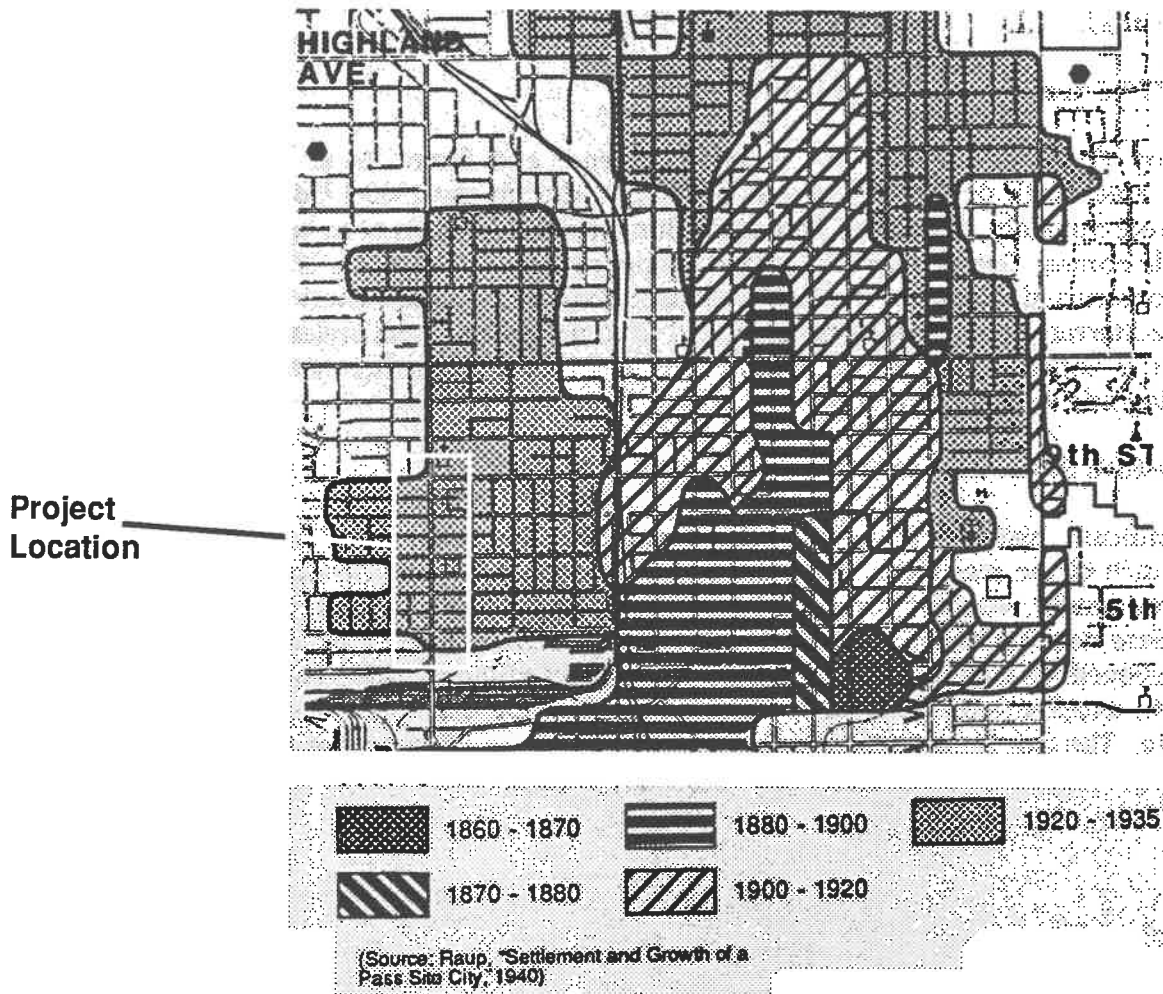 HIGHLAND
AVE.
9th ST
Project
Location
5th
1860 - 1870
1880 - 1900
1920 - 1935
1870 - 1880
1900 - 1920
(Source: Raup, "Settlement and Growth of a
Pass Site City," 1940)